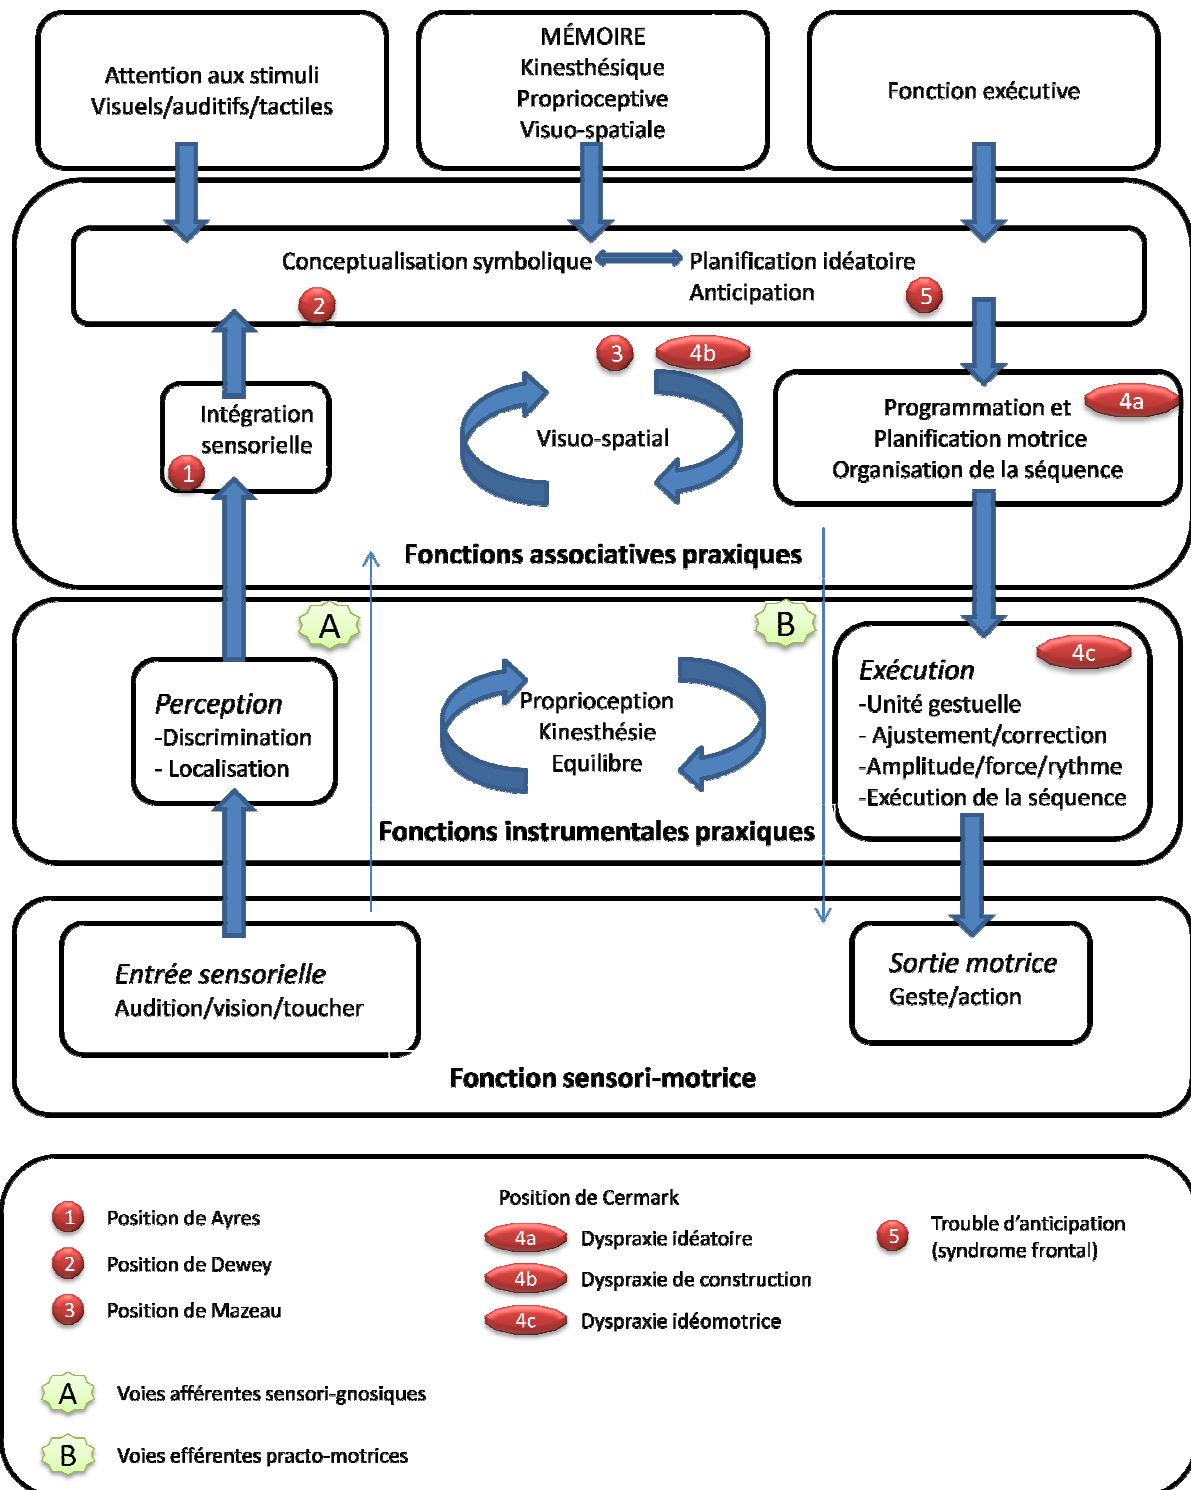 Attention aux stimuli
Visuels/auditifs/tactiles
MÉMOIRE
Kinesthésique
Proprioceptive
Visuo-spatiale
Fonction exécutive
Conceptualisation symbolique
Planification idéatoire
Anticipation
2
5
3
4b
Intégration
sensorielle
1
Visuo-spatial
4a
Programmation et
Planification motrice
Organisation de la séquence
Fonctions associatives praxiques
A
B
Perception
-Discrimination
- Localisation
Proprioception
Kinesthésie
Equilibre
4c
Exécution
-Unité gestuelle
- Ajustement/correction
-Amplitude/force/rythme
-Exécution de la séquence
Fonctions instrumentales praxiques
Entrée sensorielle
Audition/vision/toucher
Sortie motrice
Geste/action
Fonction sensori-motrice
1 Position de Ayres
2 Position de Dewey
3 Position de Mazeau
Position de Cermark
4a Dyspraxie idéatoire
4b Dyspraxie de construction
4c Dyspraxie idéomotrice
5 Trouble d’anticipation
(syndrome frontal)
A Voies afférentes sensori-gnosiques
B Voies efférentes practo-motrices